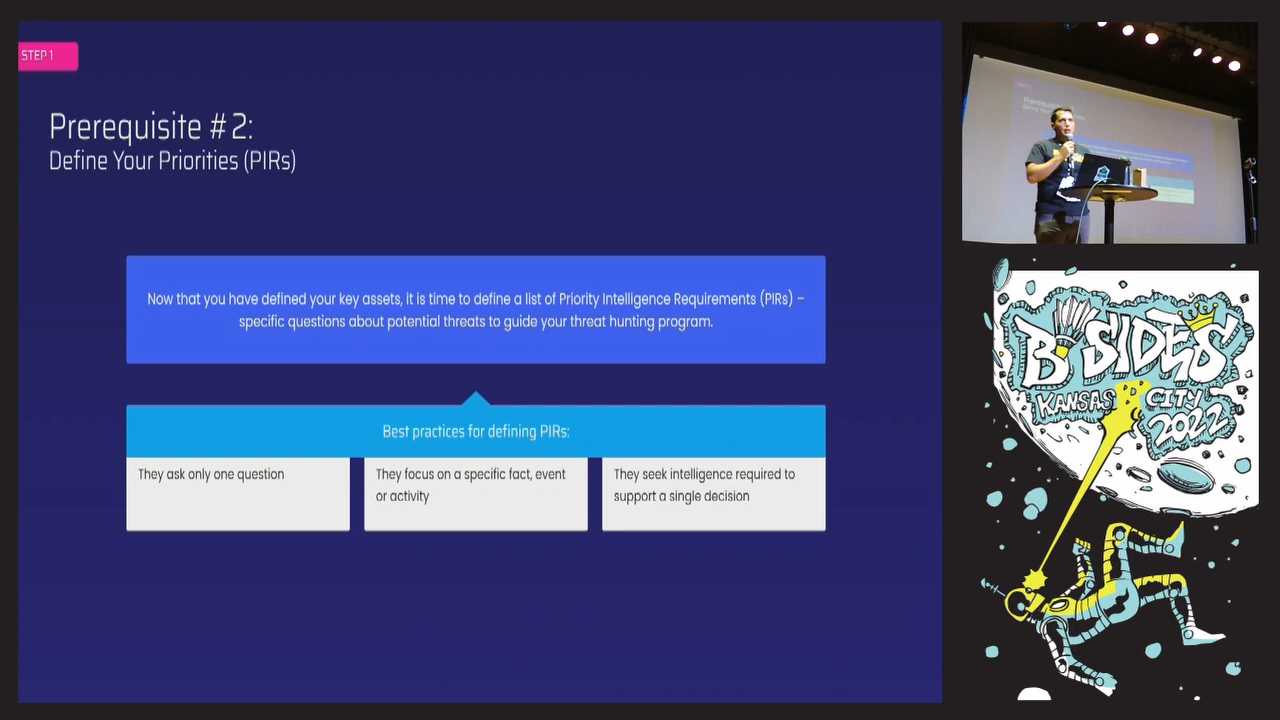 STEP 1
Prerequisite # 2:
Define Your Priorities (PIRs)
Now that you have defined your key assets, it is time to define a list of Priority Intelligence Requirements (PIRs) –
specific questions about potential threats to guide your threat hunting program.
Best practices for defining PIRs:
They ask only one question
They focus on a specific fact, event
or activity
They seek intelligence required to
support a single decision
BSIDES
KANSAS CITY
2022